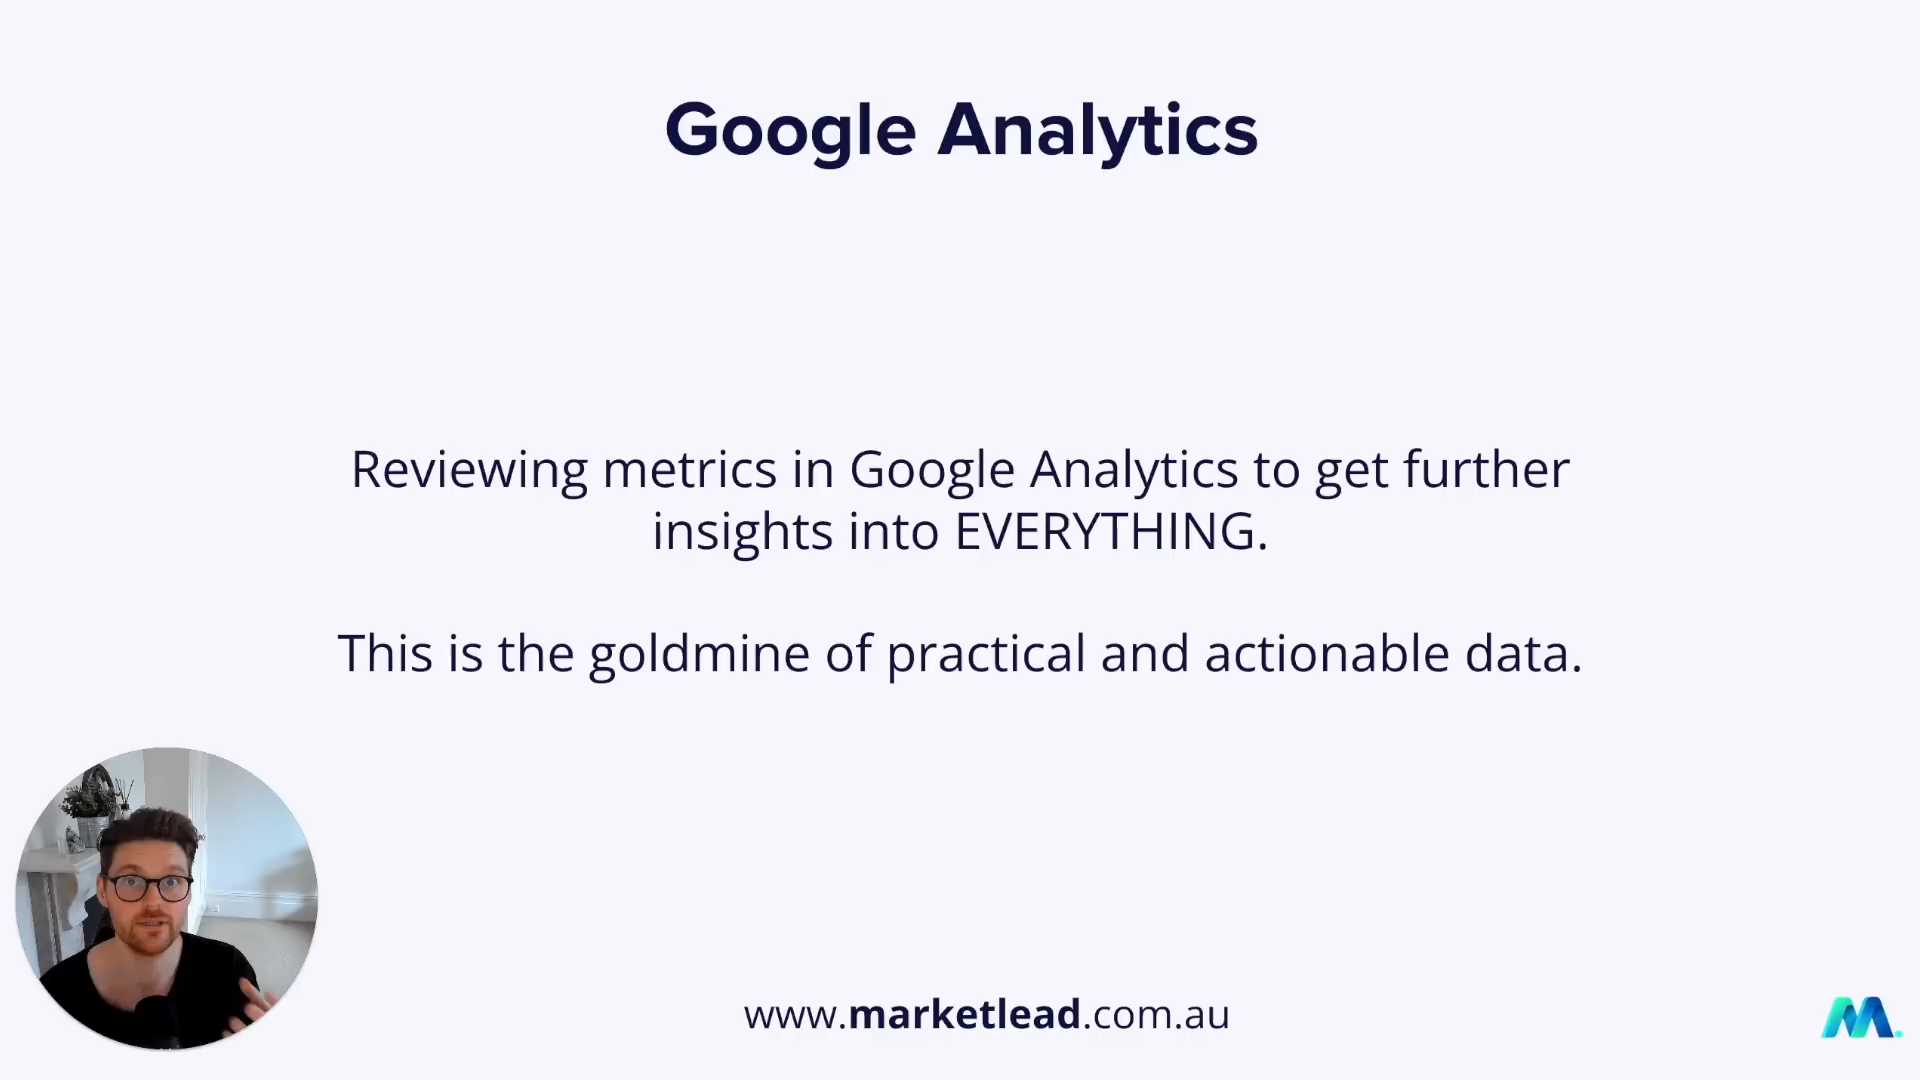 Google Analytics
Reviewing metrics in Google Analytics to get further
insights into EVERYTHING.
This is the goldmine of practical and actionable data.
www.marketlead.com.au
M.